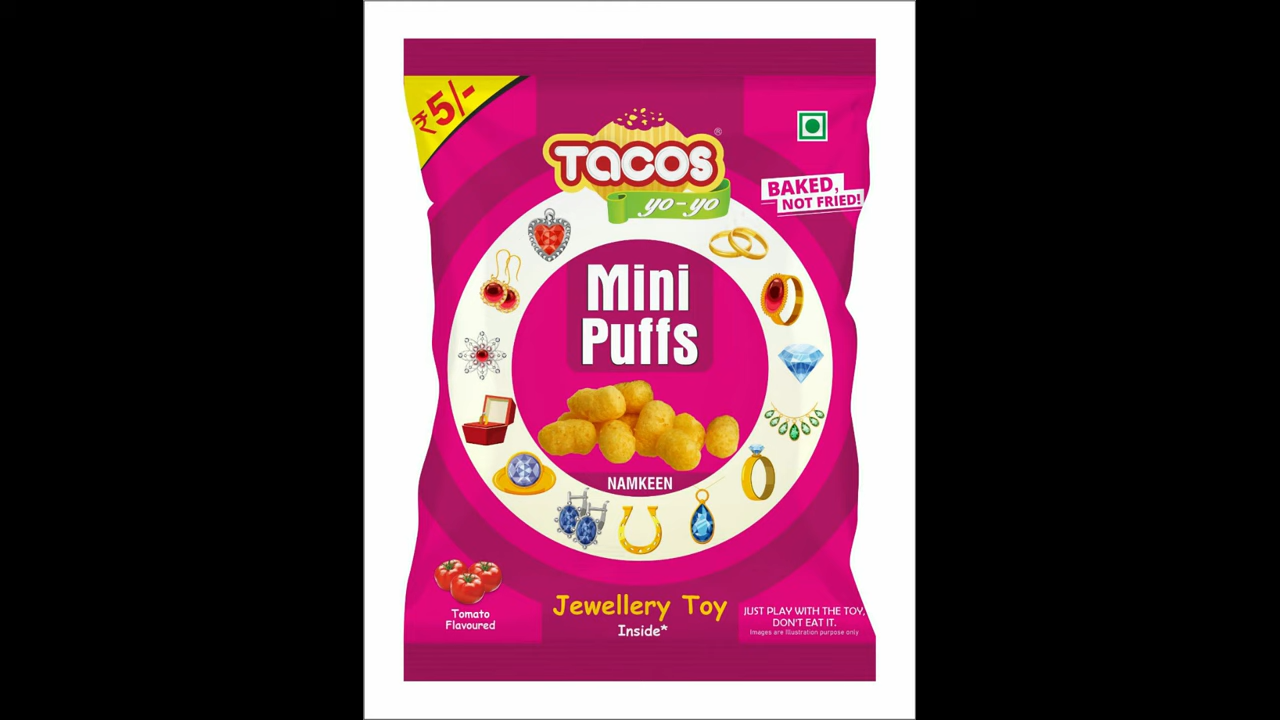 ₹5/-
TACOS®
yo-yo
BAKED,
NOT FRIED!
Mini
Puffs
NAMKEEN
Tomato
Flavoured
Jewellery Toy
Inside*
JUST PLAY WITH THE TOY,
DON'T EAT IT.
Images are illustration purpose only